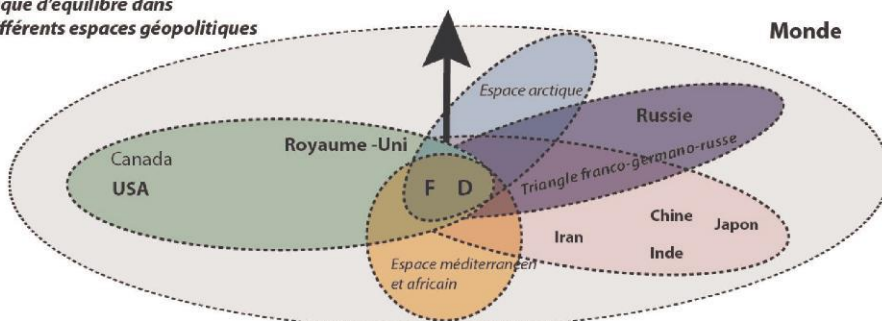 que d'équilibre dans
fférents espaces géopolitiques
Monde
Espace arctique
Russie
Royaume -Uni
Canada
USA
F D
Triangle franco-germano-russe
Chine
Japon
Iran
Inde
Espace méditerranéen
et africain